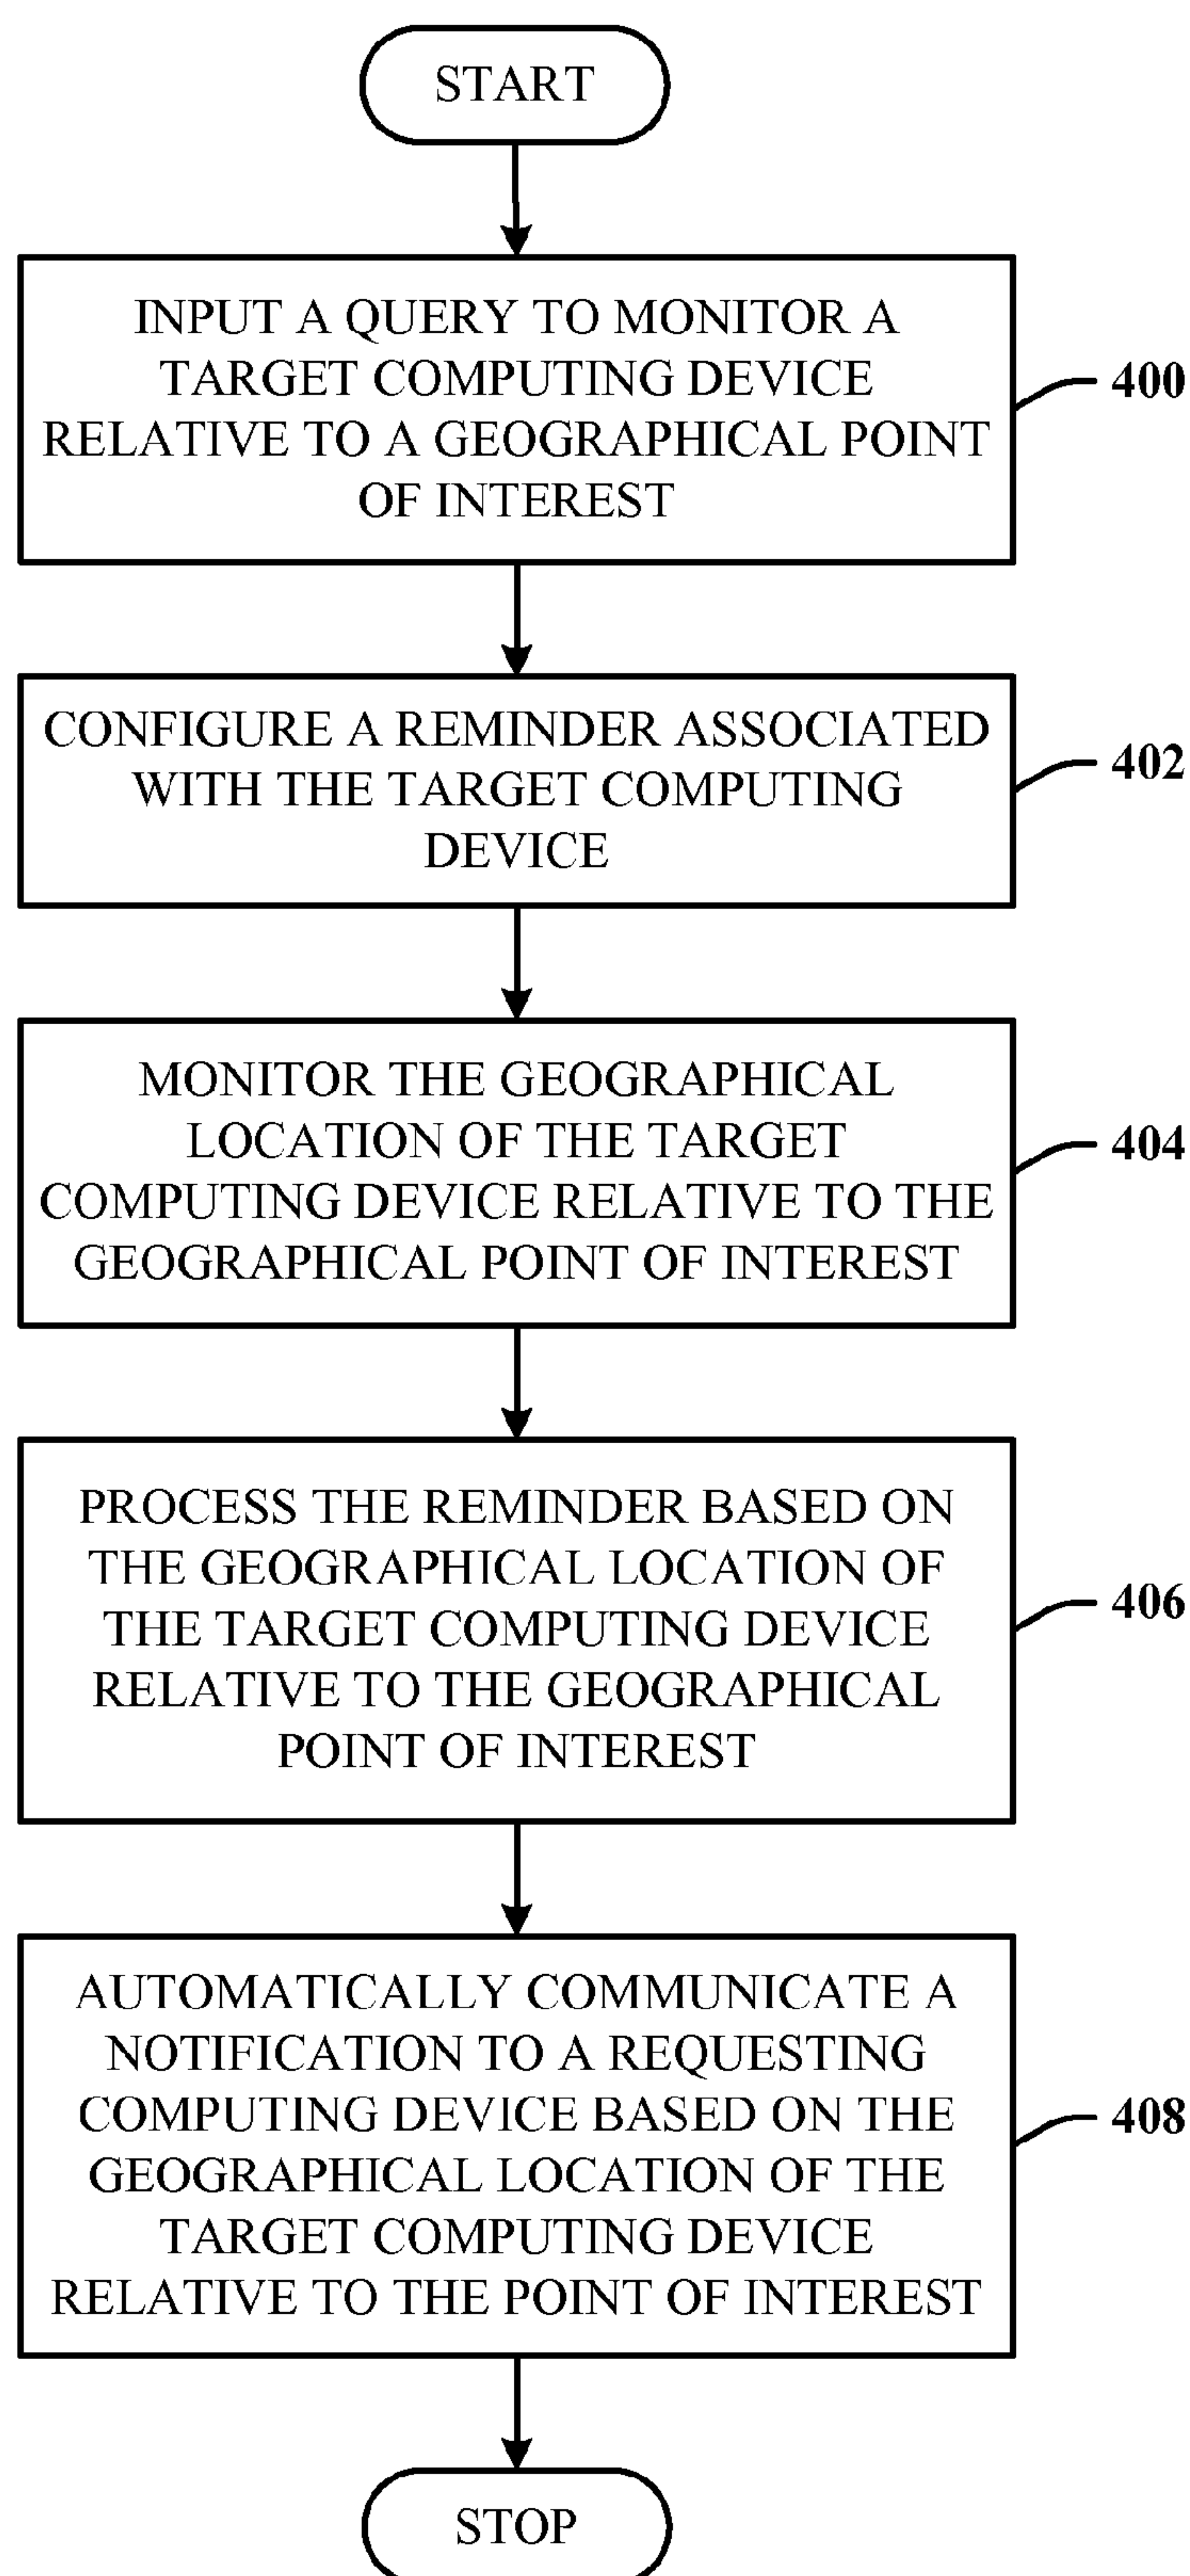 START
INPUT A QUERY TO MONITOR A
TARGET COMPUTING DEVICE
RELATIVE TO A GEOGRAPHICAL POINT
OF INTEREST
400
CONFIGURE A REMINDER ASSOCIATED
WITH THE TARGET COMPUTING
DEVICE
402
MONITOR THE GEOGRAPHICAL
LOCATION OF THE TARGET
COMPUTING DEVICE RELATIVE TO THE
GEOGRAPHICAL POINT OF INTEREST
404
PROCESS THE REMINDER BASED ON
THE GEOGRAPHICAL LOCATION OF
THE TARGET COMPUTING DEVICE
RELATIVE TO THE GEOGRAPHICAL
POINT OF INTEREST
406
AUTOMATICALLY COMMUNICATE A
NOTIFICATION TO A REQUESTING
COMPUTING DEVICE BASED ON THE
GEOGRAPHICAL LOCATION OF THE
TARGET COMPUTING DEVICE
RELATIVE TO THE POINT OF INTEREST
408
STOP